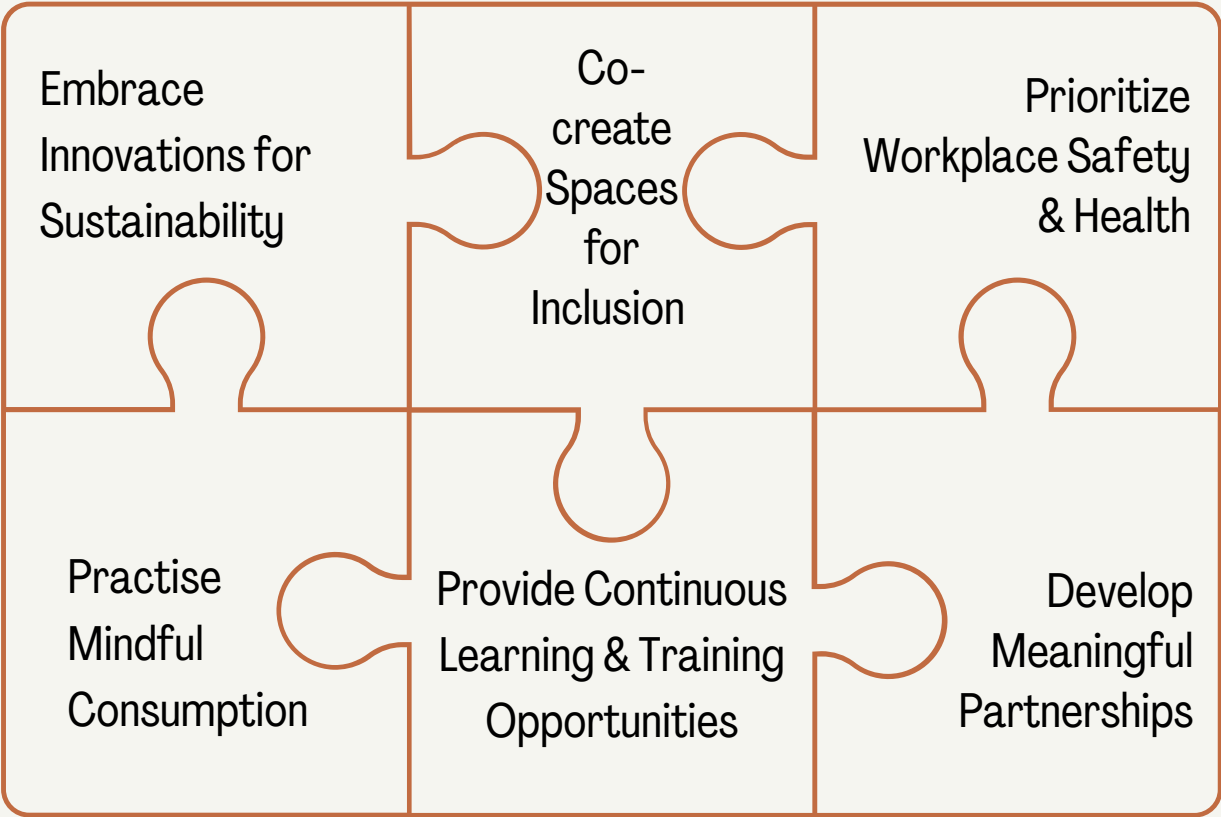 Embrace
Innovations for
Sustainability
Co-
create
Spaces
for
Inclusion
Prioritize
Workplace Safety
& Health
Practise
Mindful
Consumption
Provide Continuous
Learning & Training
Opportunities
Develop
Meaningful
Partnerships